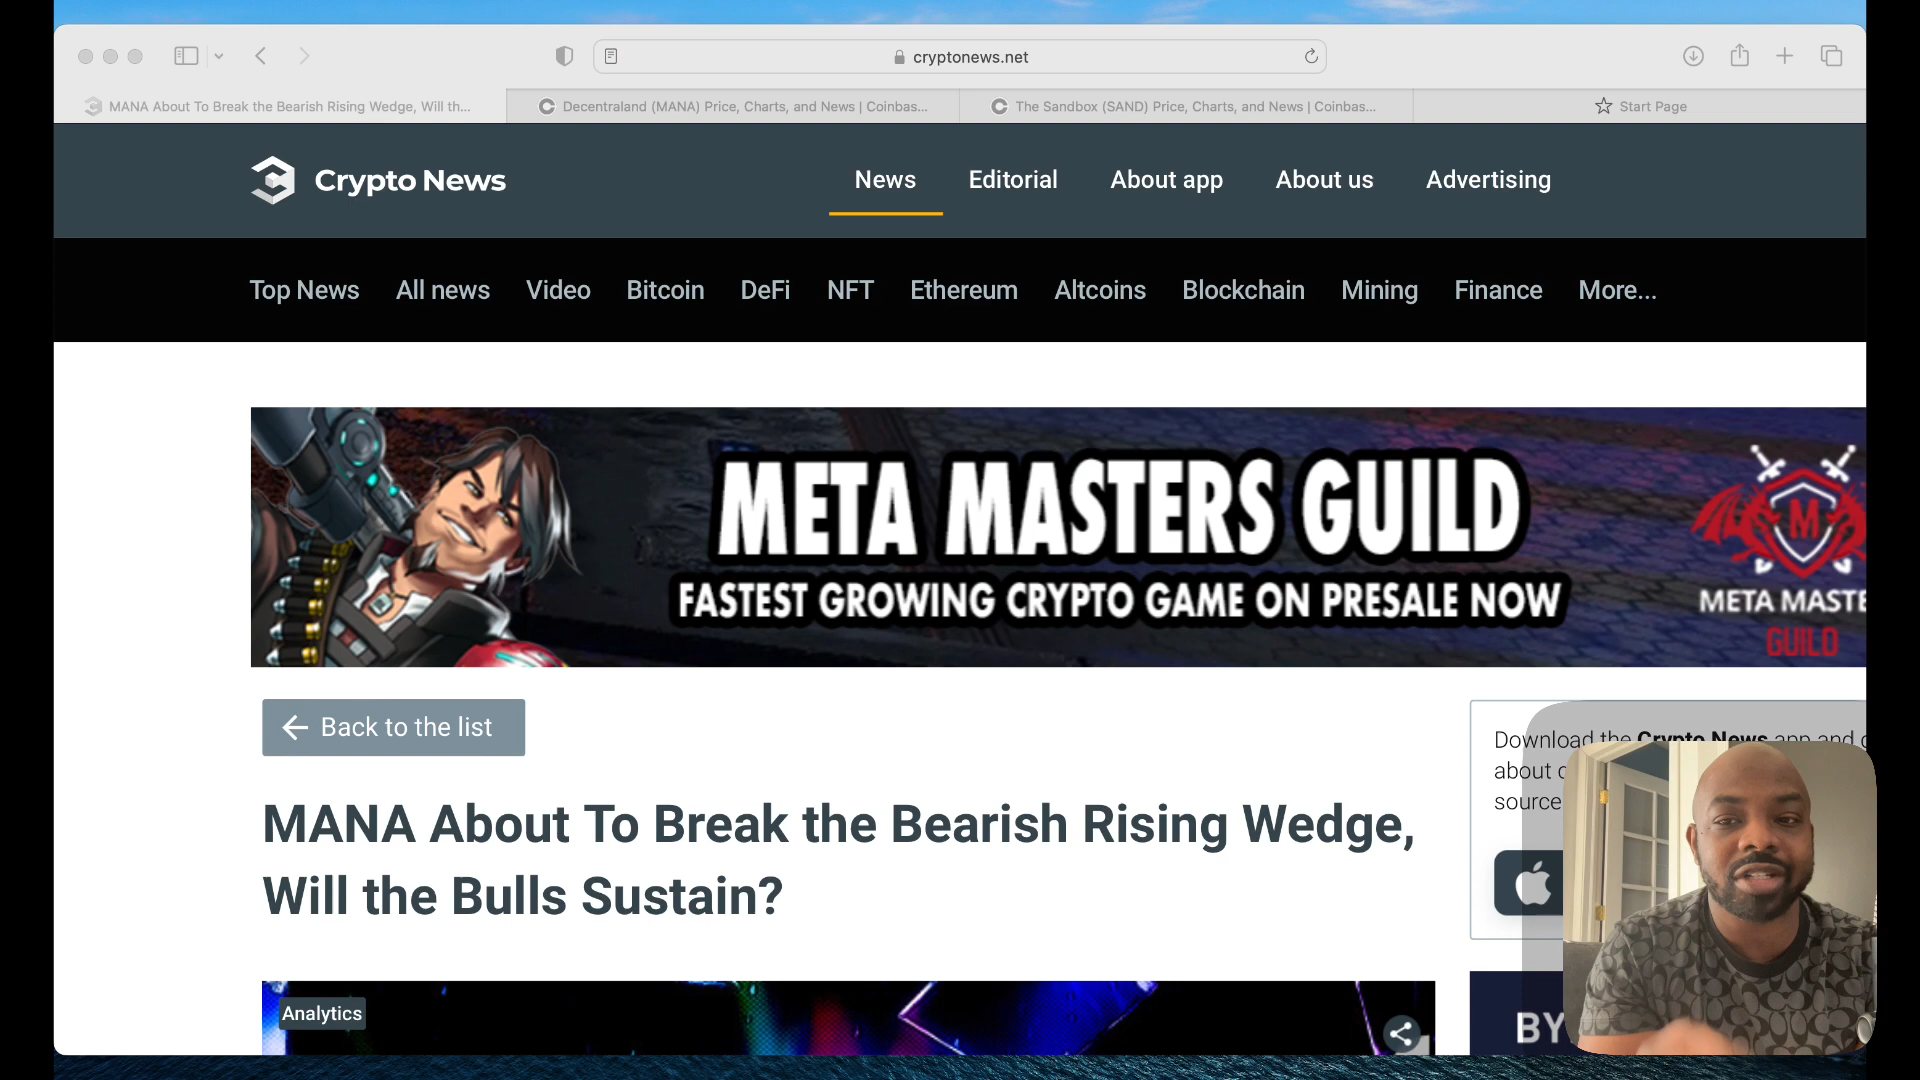 cryptonews.net
MANA About To Break the Bearish Rising Wedge, Will th...
Decentraland (MANA) Price, Charts, and News | Coinbas...
The Sandbox (SAND) Price, Charts, and News | Coinbas...
Start Page
Crypto News
News
Editorial
About app
About us
Advertising
Top News
All news
Video
Bitcoin
DeFi
NFT
Ethereum
Altcoins
Blockchain
Mining
Finance
More...
META MASTERS GUILD
FASTEST GROWING CRYPTO GAME ON PRESALE NOW
M
META MASTE
GUILD
Back to the list
Download the Crypto News app and
about
source
MANA About To Break the Bearish Rising Wedge,
Will the Bulls Sustain?
Analytics
BY